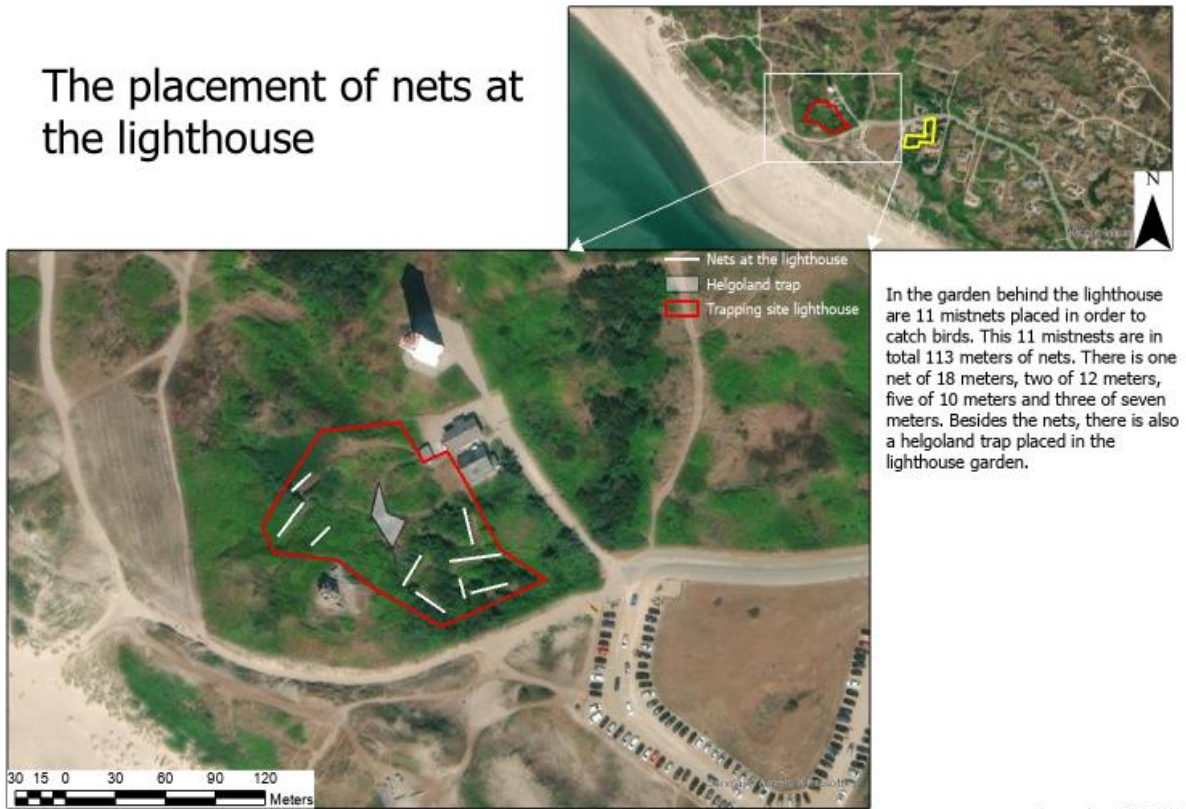 The placement of nets at
the lighthouse
N
Nets at the lighthouse
Helgoland trap
Trapping site lighthouse
In the garden behind the lighthouse
are 11 mistnets placed in order to
catch birds. This 11 mistnests are in
total 113 meters of nets. There is one
net of 18 meters, two of 12 meters,
five of 10 meters and three of seven
meters. Besides the nets, there is also
a helgoland trap placed in the
lighthouse garden.
30 15 0 30 60 90 120
Meters